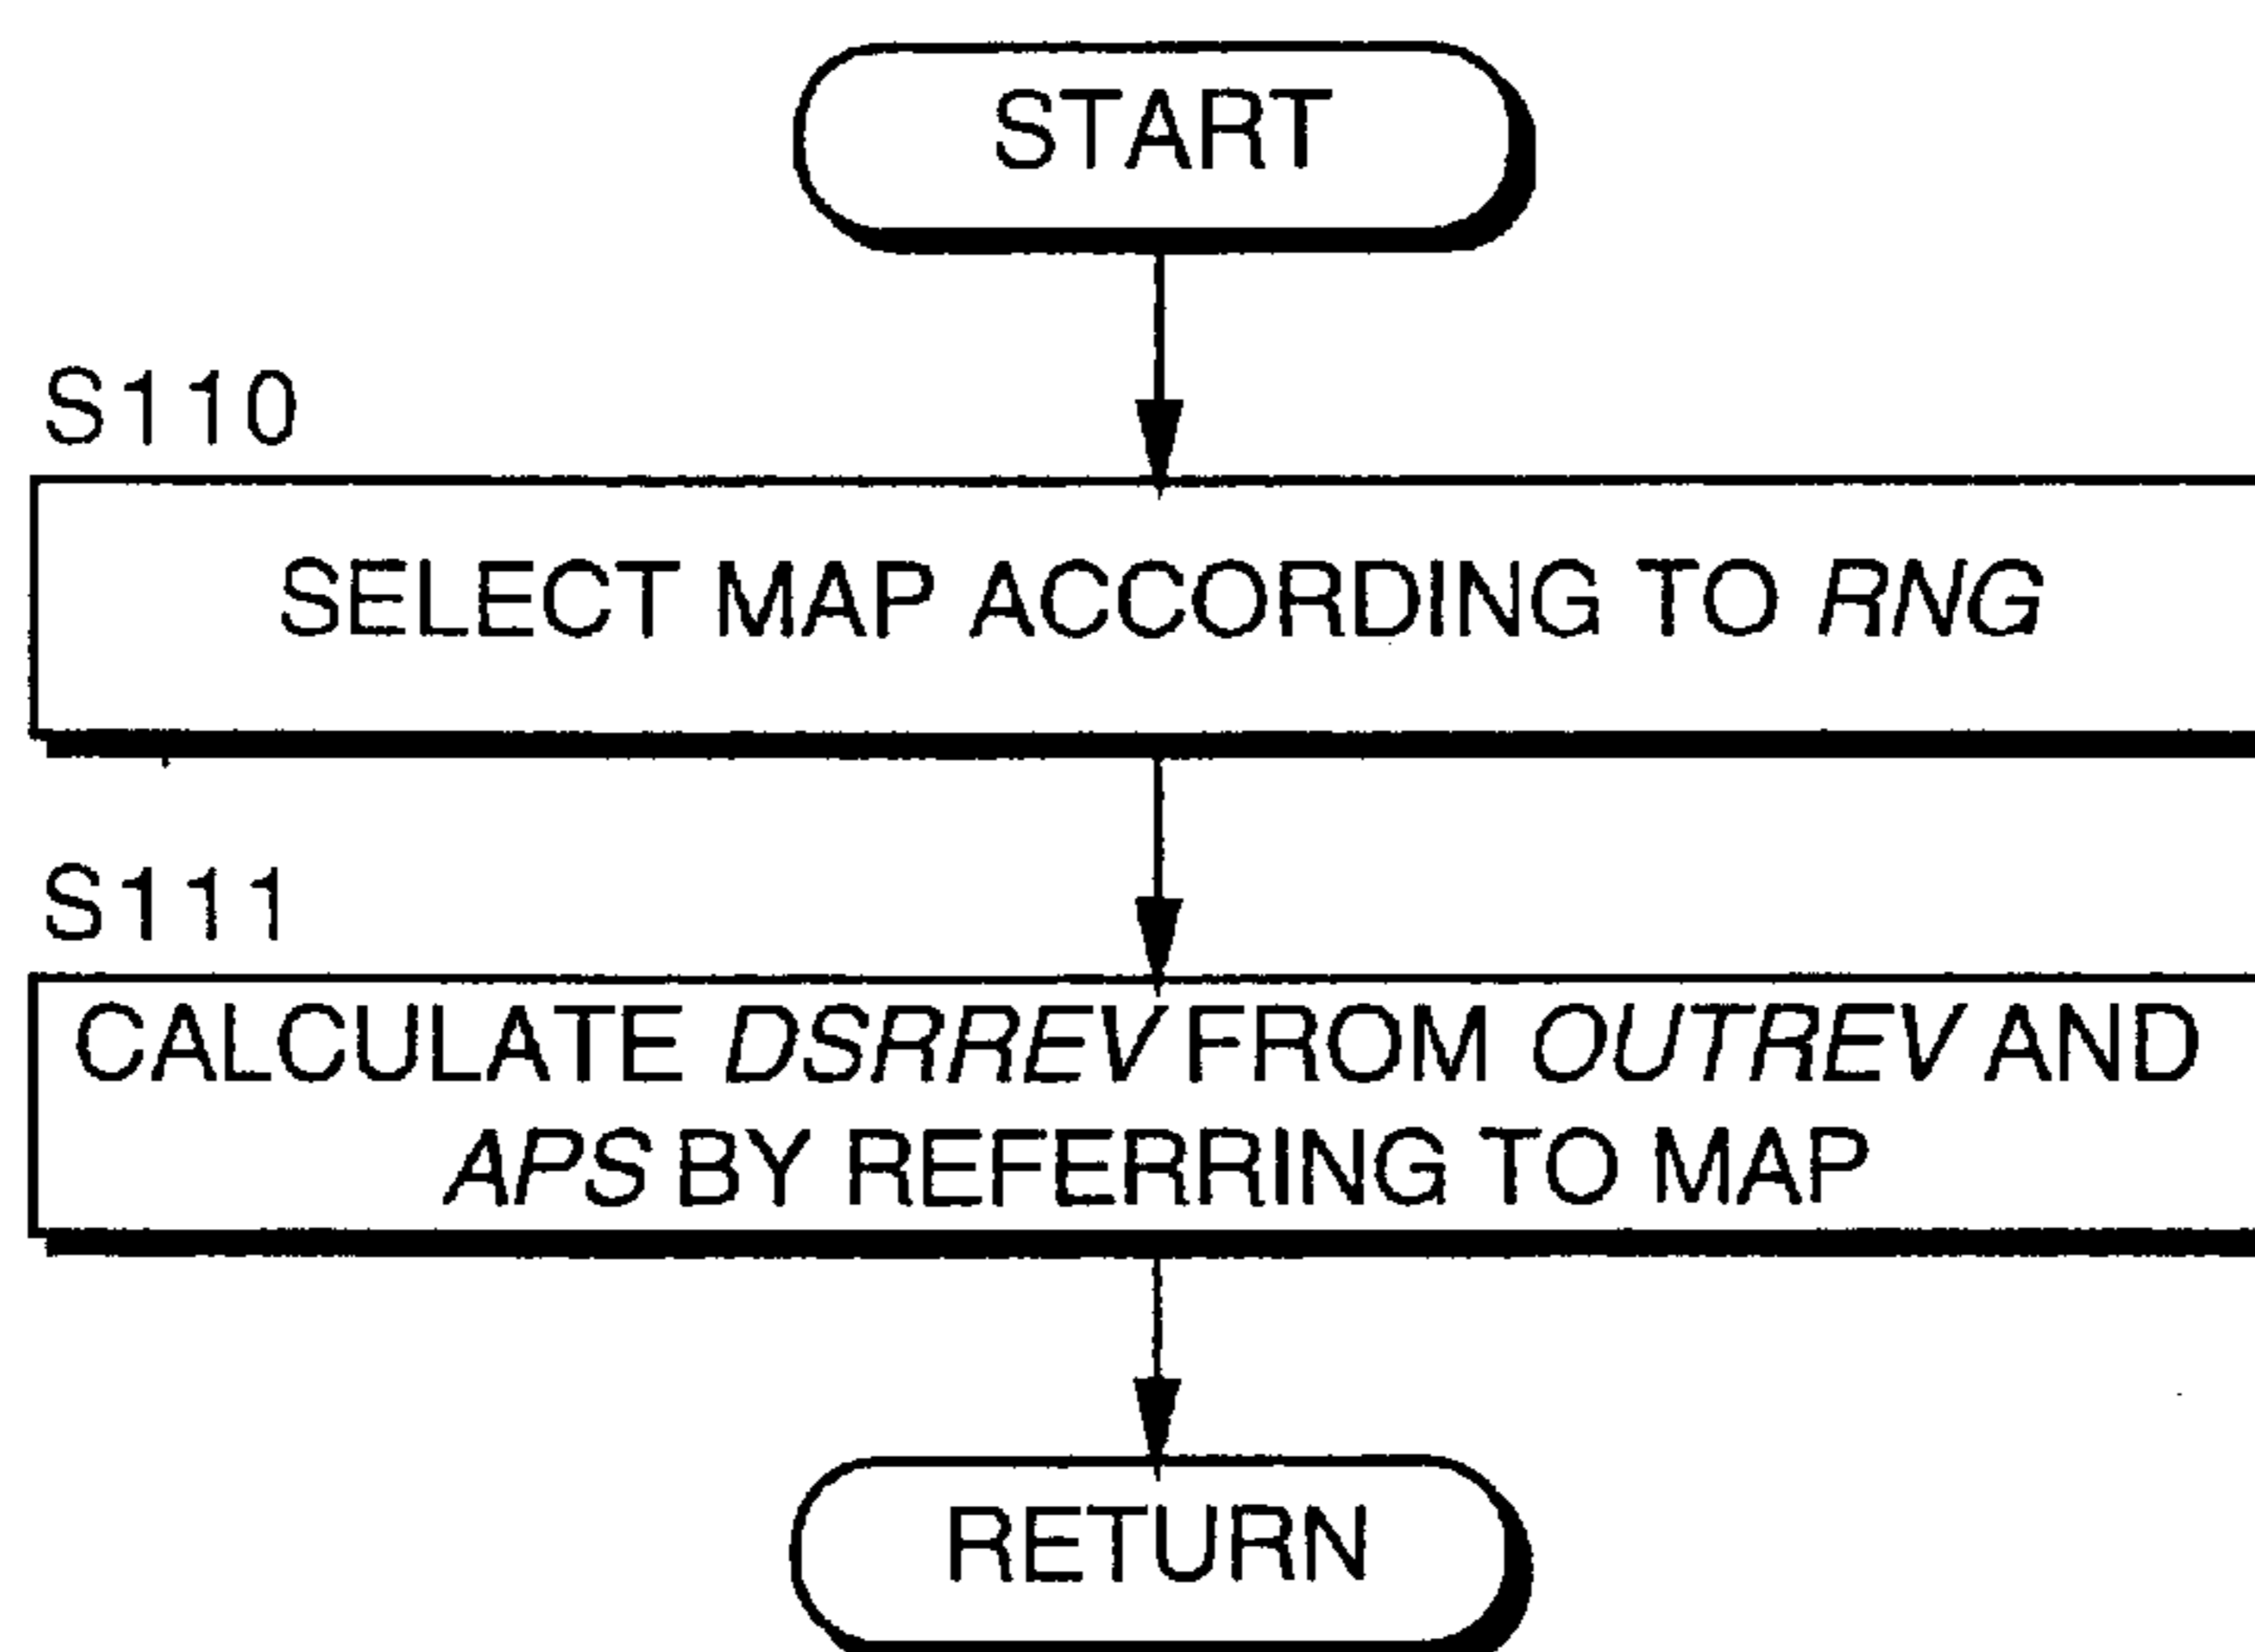 START
S110
SELECT MAP ACCORDING TO RNG
S111
CALCULATE DSRREV FROM OUTREV AND
APS BY REFERRING TO MAP
RETURN